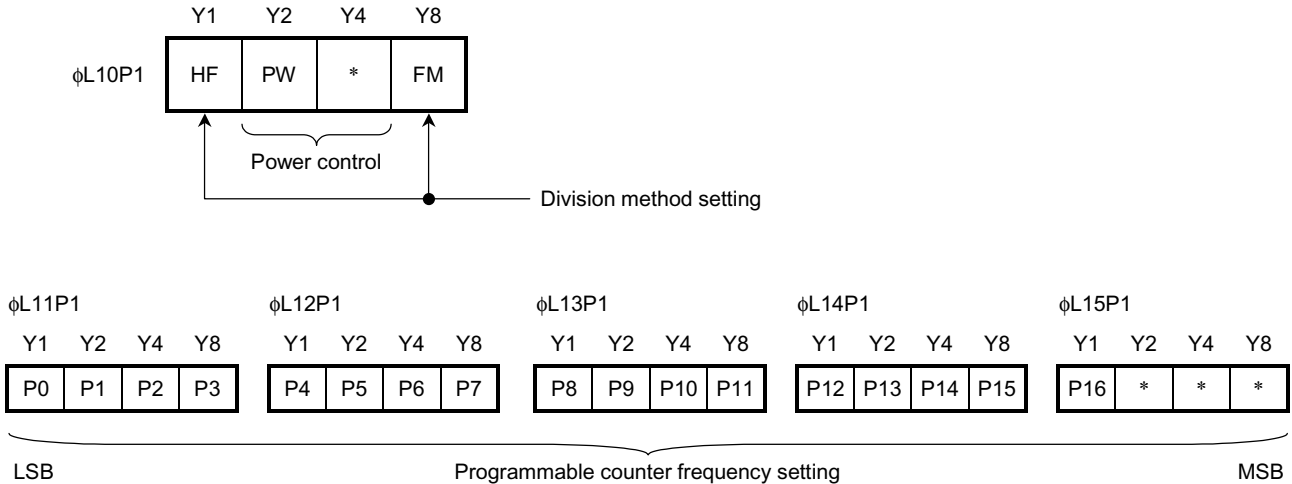 Y1 Y2 Y4 Y8
ϕL10P1 HF PW * FM
Power control
Division method setting
ϕL11P1 ϕL12P1 ϕL13P1 ϕL14P1 ϕL15P1
Y1 Y2 Y4 Y8 Y1 Y2 Y4 Y8 Y1 Y2 Y4 Y8 Y1 Y2 Y4 Y8 Y1 Y2 Y4 Y8
P0 P1 P2 P3 P4 P5 P6 P7 P8 P9 P10 P11 P12 P13 P14 P15 P16 * * *
LSB Programmable counter frequency setting MSB